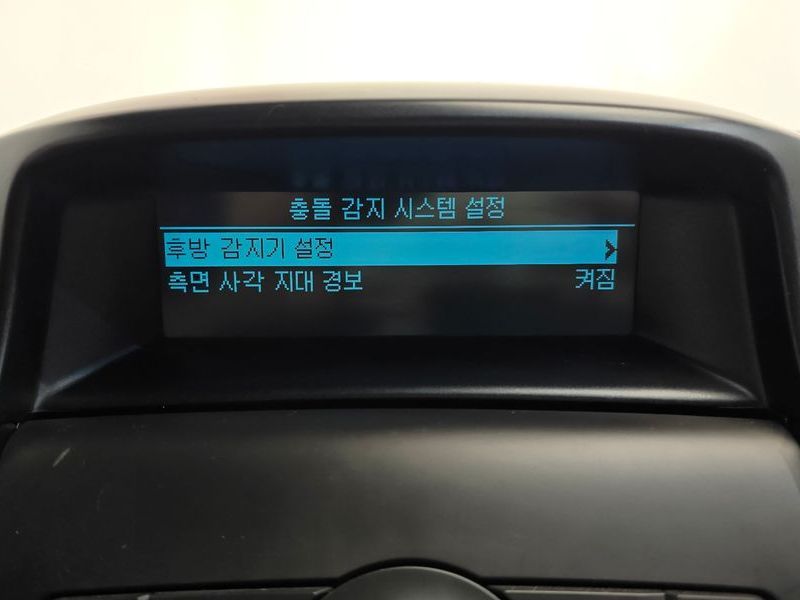 충돌 감지 시스템 설정
후방 감지기 설정
측면 사각 지대 경보 켜짐